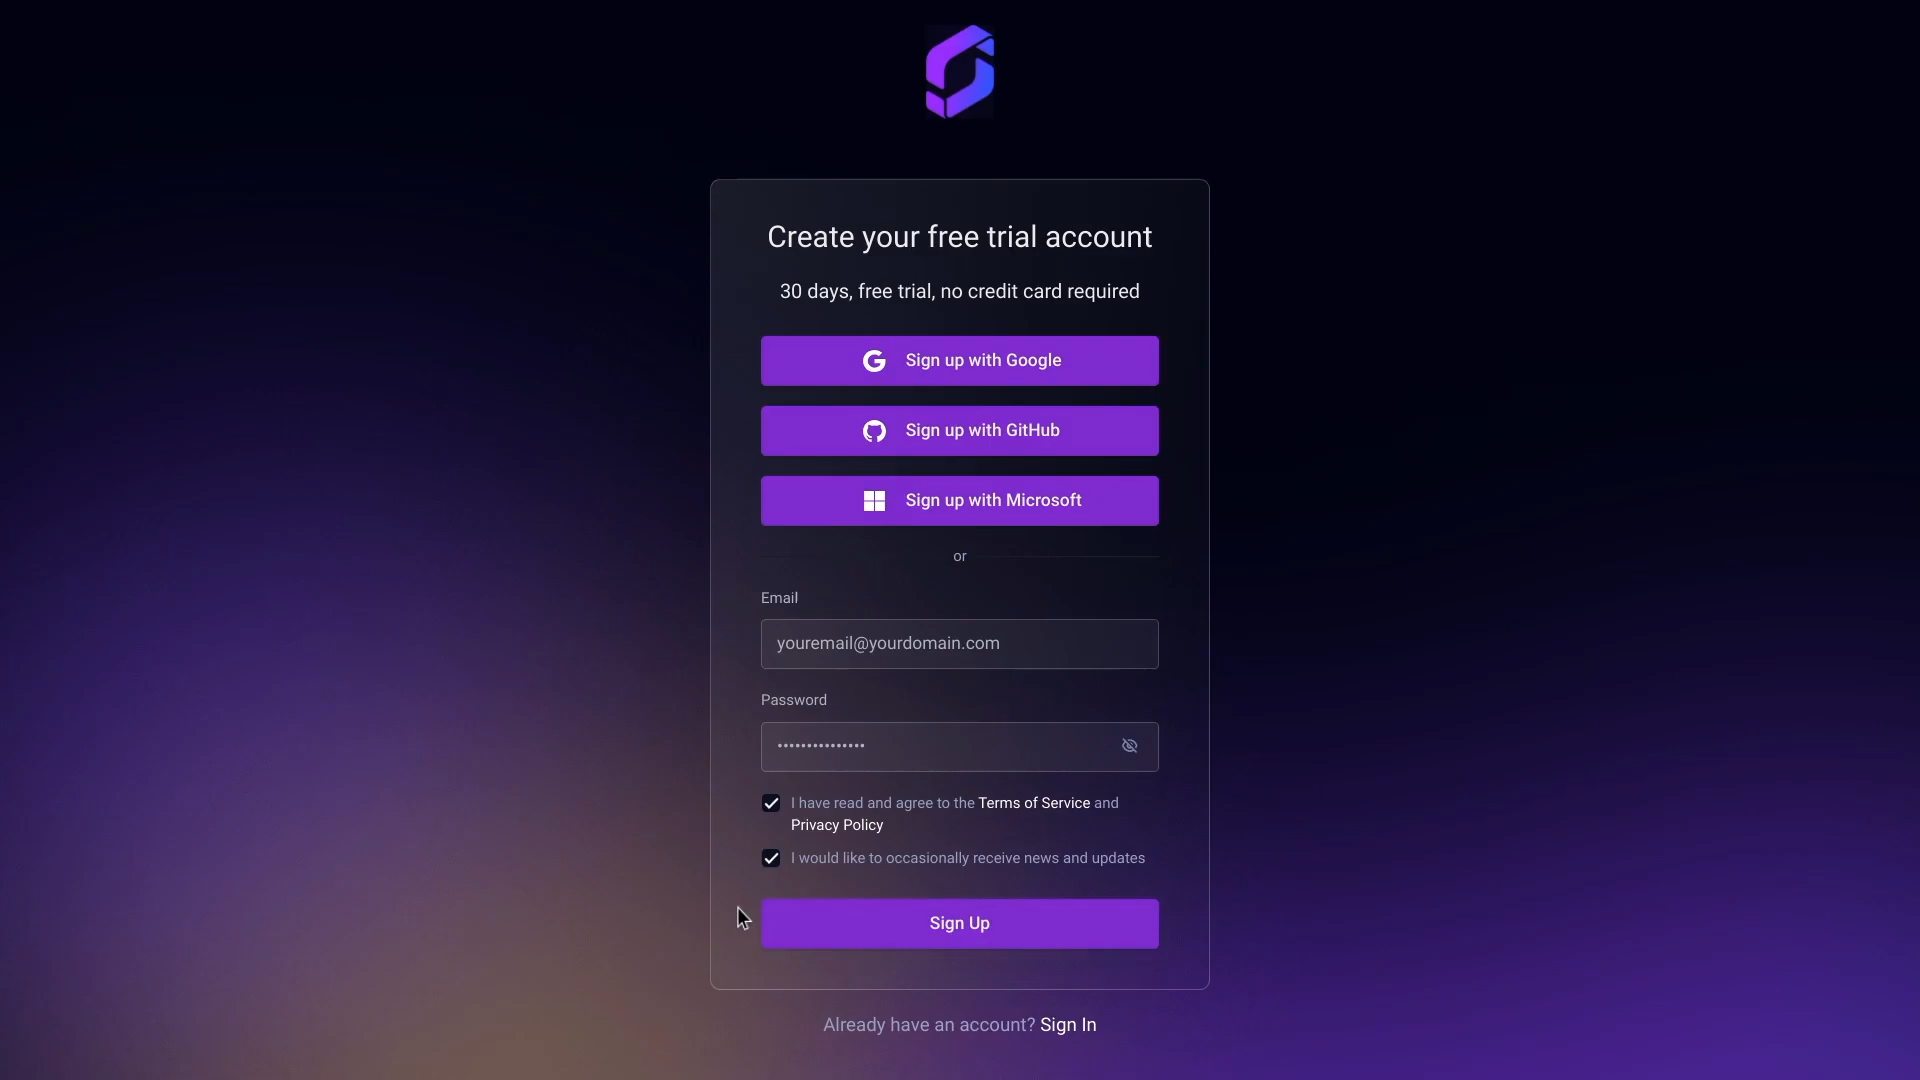 Create your free trial account
30 days, free trial, no credit card required
Sign up with Google
Sign up with GitHub
Sign up with Microsoft
or
Email
youremail@yourdomain.com
Password
•••••••••••••••
I have read and agree to the Terms of Service and
Privacy Policy
I would like to occasionally receive news and updates
Sign Up
Already have an account? Sign In